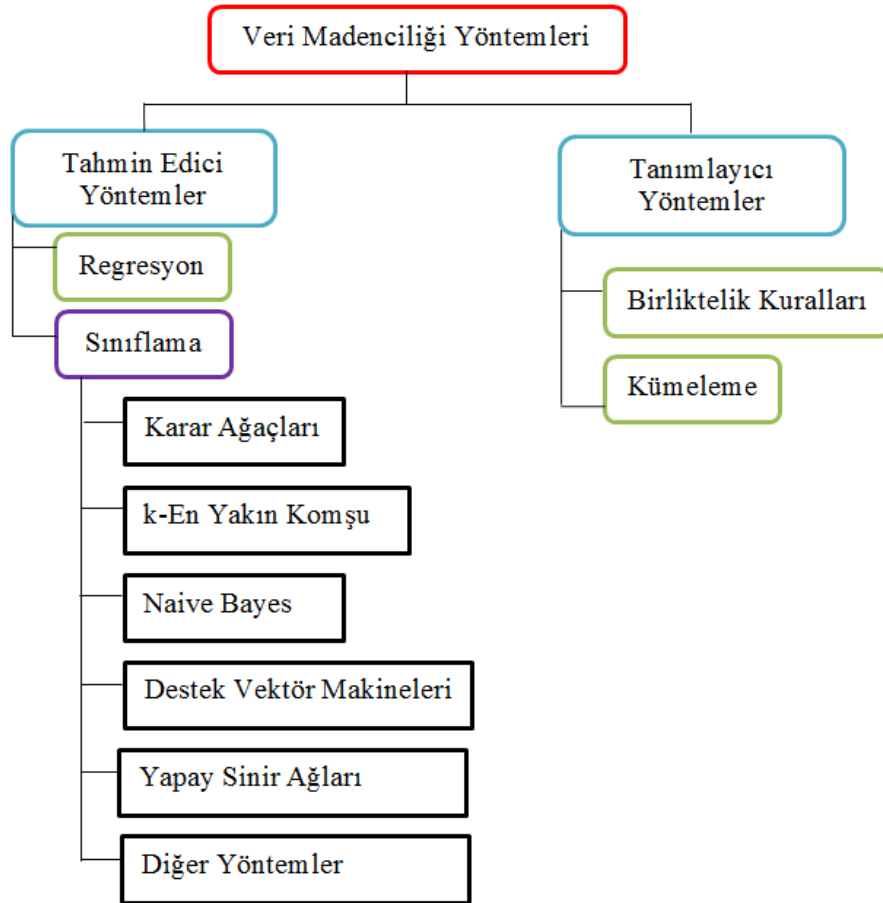 Veri Madenciliği Yöntemleri
Tahmin Edici
Yöntemler
Regresyon
Sınıflama
Karar Ağaçları
k-En Yakın Komşu
Naive Bayes
Destek Vektör Makineleri
Yapay Sinir Ağları
Diğer Yöntemler
Tanımlayıcı
Yöntemler
Birliktelik Kuralları
Kümeleme